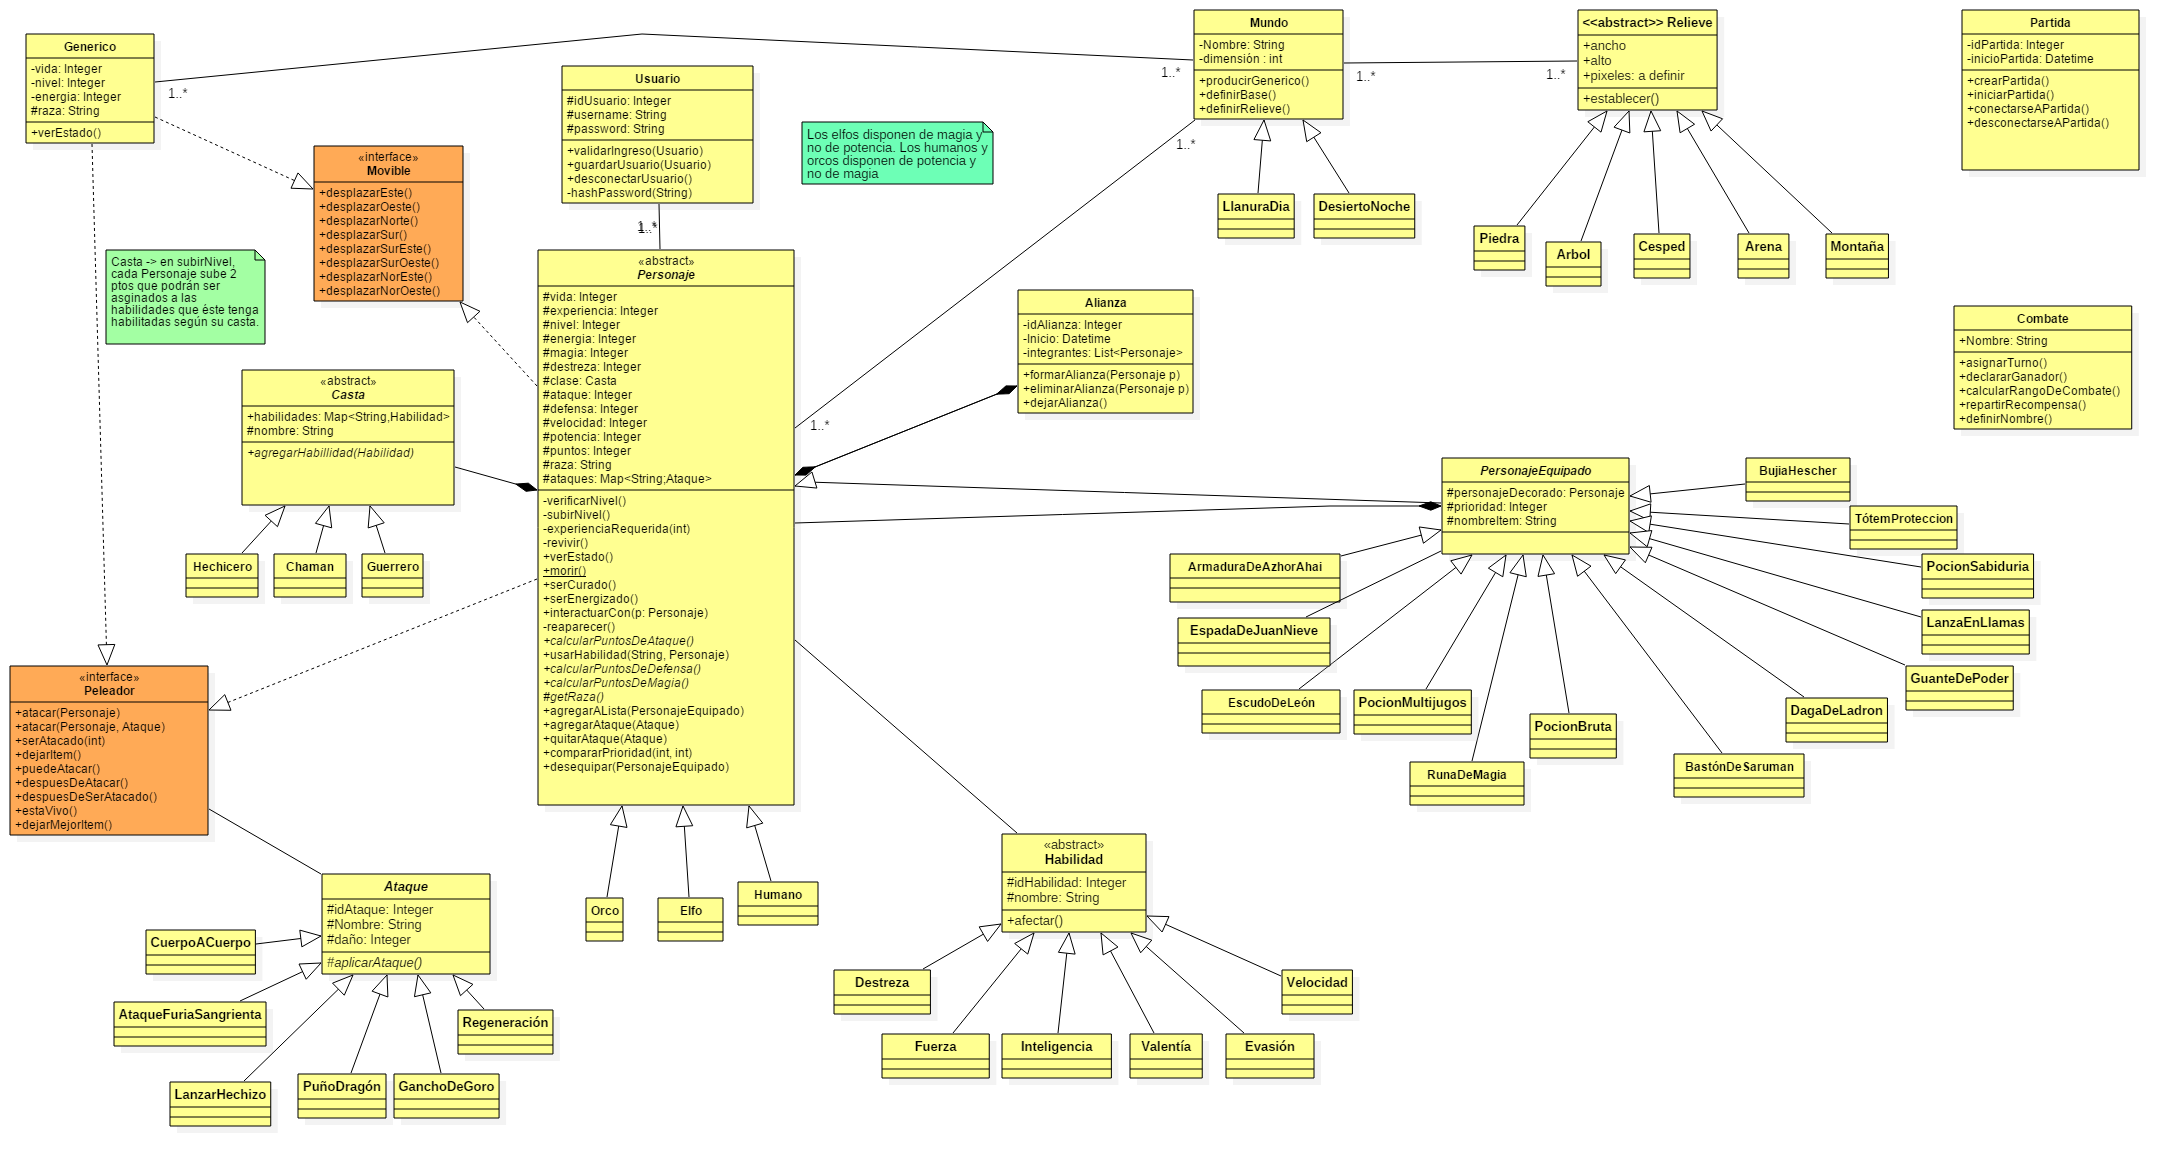 Generico
-vida: Integer
-nivel: Integer
-energia: Integer
#raza: String
+verEstado()
1..*
Usuario
#idUsuario: Integer
#username: String
#password: String
+validarIngreso(Usuario)
+guardarUsuario(Usuario)
+desconectarUsuario()
-hashPassword(String)
1..*
Los elfos disponen de magia y
no de potencia. Los humanos y
orcos disponen de potencia y
no de magia
Mundo
-Nombre: String
-dimensión : int
+producirGenerico()
+definirBase()
+definirRelieve()
1..*
1..*
1..*
1..*
1..*
LlanuraDia
DesiertoNoche
<<abstract>> Relieve
+ancho
+alto
+pixeles: a definir
+establecer()
Piedra
Arbol
Cesped
Arena
Montaña
Partida
-idPartida: Integer
-inicioPartida: Datetime
+crearPartida()
+iniciarPartida()
+conectarseAPartida()
+desconectarseAPartida()
«interface»
Movible
+desplazarEste()
+desplazarOeste()
+desplazarNorte()
+desplazarSur()
+desplazarSurEste()
+desplazarSurOeste()
+desplazarNorEste()
+desplazarNorOeste()
Casta -> en subirNivel,
cada Personaje sube 2
ptos que podrán ser
asginados a las
habilidades que éste tenga
habilitadas según su casta.
«abstract»
Casta
+habilidades: Map<String,Habilidad>
#nombre: String
+agregarHabillidad(Habilidad)
Hechicero
Chaman
Guerrero
«abstract»
Personaje
#vida: Integer
#experiencia: Integer
#nivel: Integer
#energia: Integer
#magia: Integer
#destreza: Integer
#clase: Casta
#ataque: Integer
#defensa: Integer
#velocidad: Integer
#potencia: Integer
#puntos: Integer
#raza: String
#ataques: Map<String;Ataque>
-verificarNivel()
-subirNivel()
-experienciaRequerida(int)
-revivir()
+verEstado()
+morir()
+serCurado()
+serEnergizado()
+interactuarCon(p: Personaje)
-reaparecer()
+calcularPuntosDeAtaque()
+usarHabilidad(String, Personaje)
+calcularPuntosDeDefensa()
+calcularPuntosDeMagia()
#getRaza()
+agregarALista(PersonajeEquipado)
+agregarAtaque(Ataque)
+quitarAtaque(Ataque)
+compararPrioridad(int, int)
+desequipar(PersonajeEquipado)
Orco
Elfo
Humano
Alianza
-idAlianza: Integer
-Inicio: Datetime
-integrantes: List<Personaje>
+formarAlianza(Personaje p)
+eliminarAlianza(Personaje p)
+dejarAlianza()
Combate
+Nombre: String
+asignarTurno()
+declararGanador()
+calcularRangoDeCombate()
+repartirRecompensa()
+definirNombre()
PersonajeEquipado
#personajeDecorado: Personaje
#prioridad: Integer
#nombreItem: String
BujiaHescher
TótemProteccion
PocionSabiduria
LanzaEnLlamas
GuanteDePoder
DagaDeLadron
BastónDeSaruman
PocionBruta
RunaDeMagia
PocionMultijugos
EscudoDeLeón
EspadaDeJuanNieve
ArmaduraDeAzhorAhai
«interface»
Peleador
+atacar(Personaje)
+atacar(Personaje, Ataque)
+serAtacado(int)
+dejarItem()
+puedeAtacar()
+despuesDeAtacar()
+despuesDeSerAtacado()
+estaVivo()
+dejarMejorItem()
Ataque
#idAtaque: Integer
#Nombre: String
#daño: Integer
#aplicarAtaque()
CuerpoACuerpo
AtaqueFuriaSangrienta
LanzarHechizo
PuñoDragón
GanchoDeGoro
Regeneración
«abstract»
Habilidad
#idHabilidad: Integer
#nombre: String
+afectar()
Destreza
Fuerza
Inteligencia
Valentía
Evasión
Velocidad